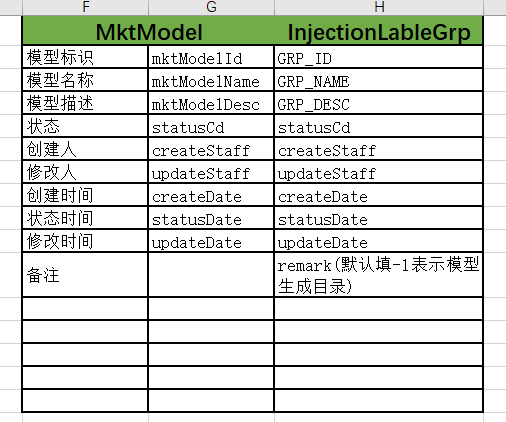 F G H
MktModel InjectionLableGrp
模型标识 mktModelId GRP_ID
模型名称 mktModelName GRP_NAME
模型描述 mktModelDesc GRP_DESC
状态 statusCd statusCd
创建人 createStaff createStaff
修改人 updateStaff updateStaff
创建时间 createDate createDate
状态时间 statusDate statusDate
修改时间 updateDate updateDate
备注 remark(默认填-1表示模型
生成目录)